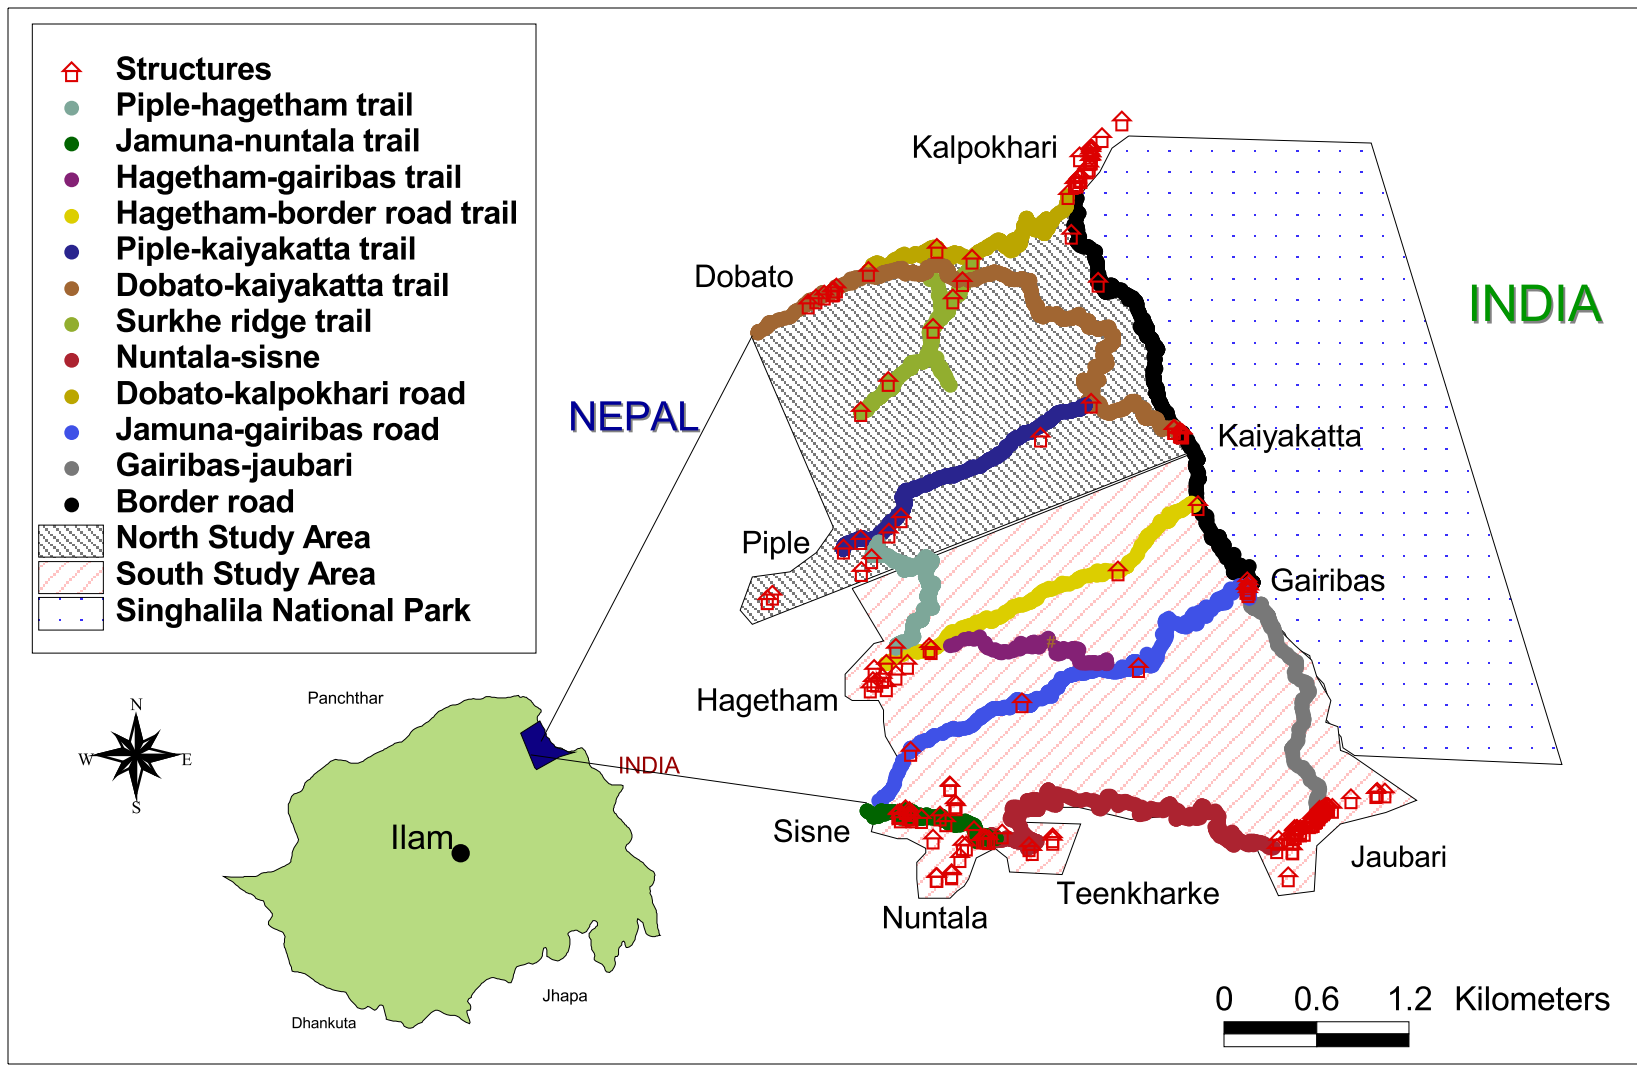 Structures
Piple-hagetham trail
Jamuna-nuntala trail
Hagetham-gairibas trail
Hagetham-border road trail
Piple-kaiyakatta trail
Dobato-kaiyakatta trail
Surkhe ridge trail
Nuntala-sisne
Dobato-kalpokhari road
Jamuna-gairibas road
Gairibas-jaubari
Border road
North Study Area
South Study Area
Singhalila National Park
Kalpokhari
Dobato
INDIA
NEPAL
Kaiyakatta
Piple
Gairibas
Hagetham
Sisne
Jaubari
Teenkharke
Nuntala
N
W
E
S
Panchthar
INDIA
Ilam
Jhapa
Dhankuta
0 0.6 1.2 Kilometers